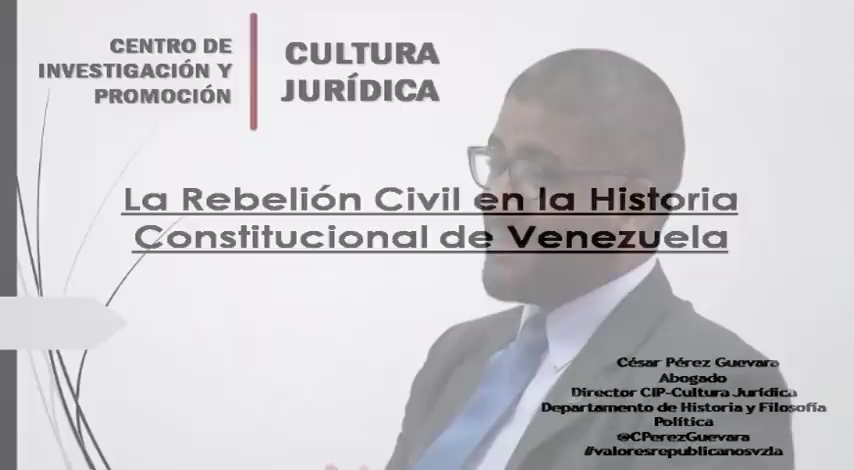 CENTRO DE
INVESTIGACIÓN Y
PROMOCIÓN
CULTURA
JURÍDICA
La Rebelión Civil en la Historia
Constitucional de Venezuela
César Pérez Guevara
Abogado
Director CIP-Cultura Jurídica
Departamento de Historia y Filosofía
Política
@CPerezGuevara
#valoresrepublicanosvzla